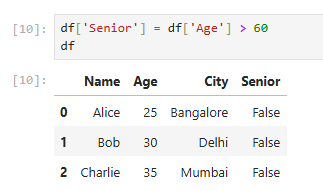 [10]: df['Senior'] = df['Age'] > 60
df
[10]: Name Age City Senior
0 Alice 25 Bangalore False
1 Bob 30 Delhi False
2 Charlie 35 Mumbai False